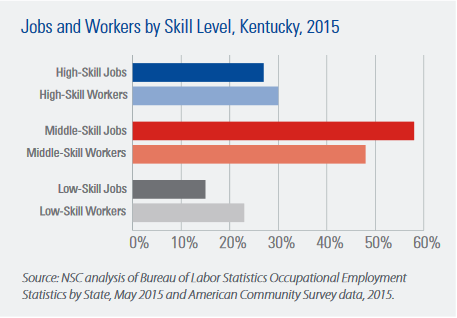 Jobs and Workers by Skill Level, Kentucky, 2015
High-Skill Jobs
High-Skill Workers
Middle-Skill Jobs
Middle-Skill Workers
Low-Skill Jobs
Low-Skill Workers
0% 10% 20% 30% 40% 50% 60%
Source: NSC analysis of Bureau of Labor Statistics Occupational Employment
Statistics by State, May 2015 and American Community Survey data, 2015.